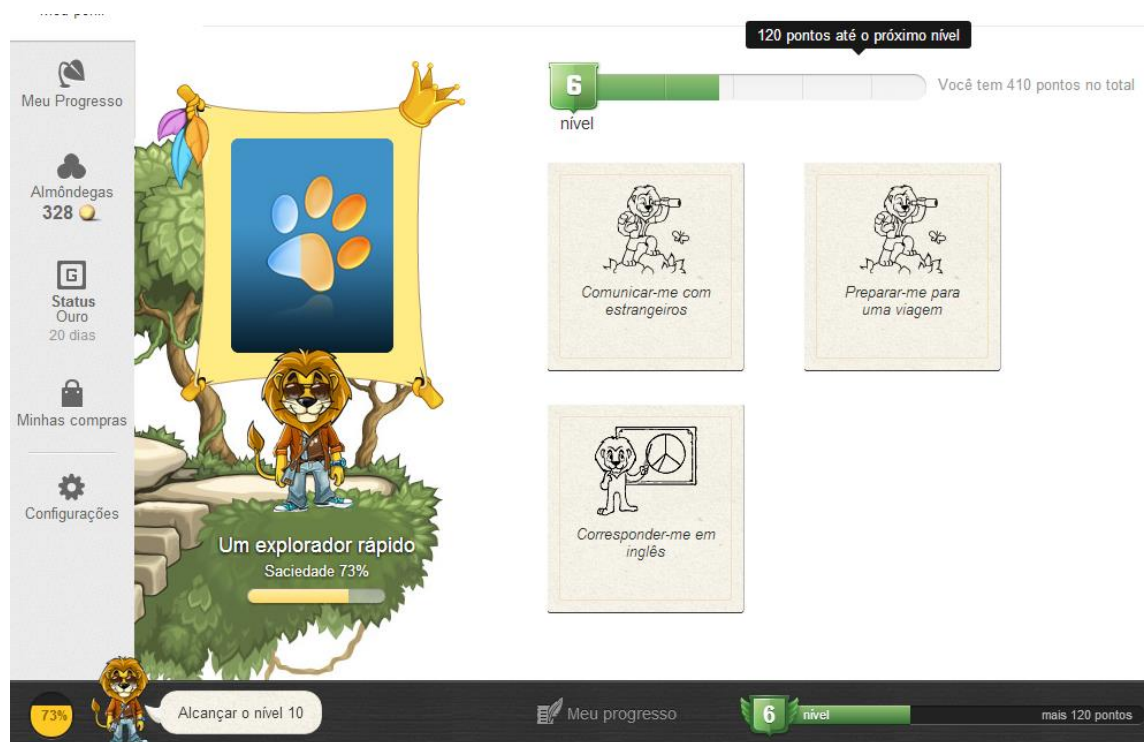 Meu Progresso
Almôndegas
328
G
Status
Ouro
20 dias
Minhas compras
Configurações
120 pontos até o próximo nível
6
nível
Você tem 410 pontos no total
Comunicar-me com
estrangeiros
Preparar-me para
uma viagem
Corresponder-me em
inglês
Um explorador rápido
Saciedade 73%
73%
Alcançar o nível 10
Meu progresso
6 nível
mais 120 pontos